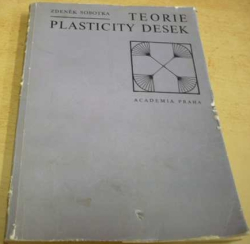 ZDENĚK SOBOTKA
TEORIE
PLASTICITY DESEK
ACADEMIA PRAHA